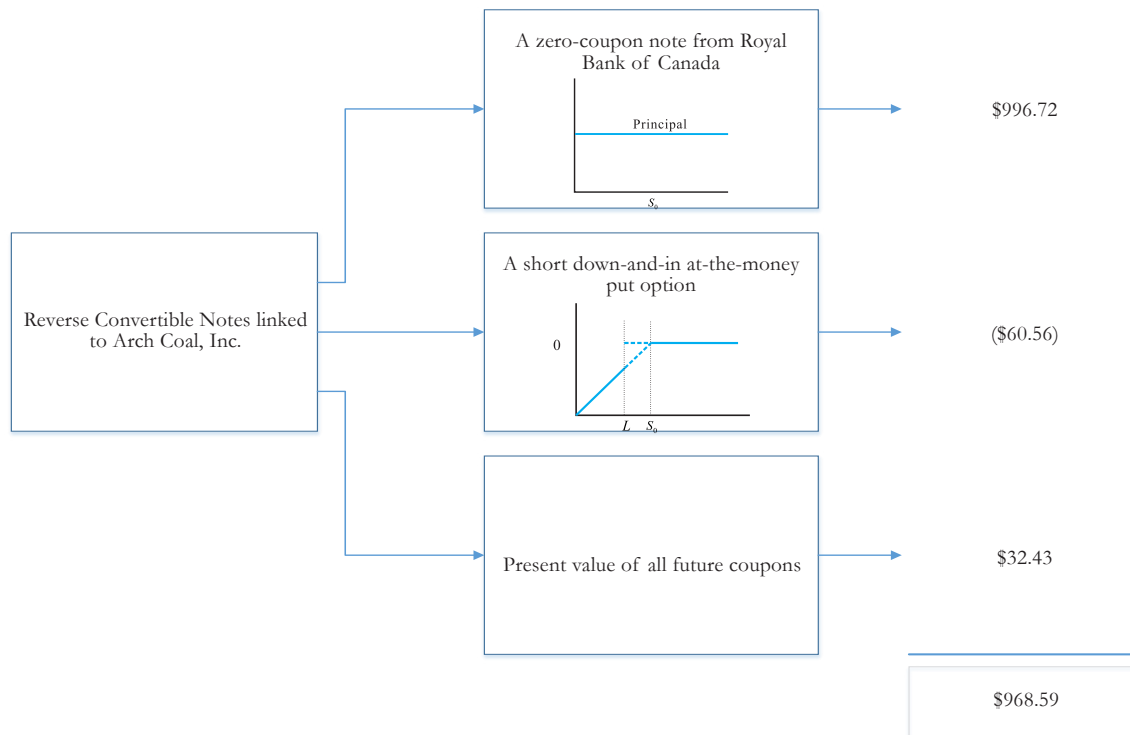 A zero-coupon note from Royal
Bank of Canada
Principal
S₀
$996.72
Reverse Convertible Notes linked
to Arch Coal, Inc.
A short down-and-in at-the-money
put option
0
L
S₀
($60.56)
Present value of all future coupons
$32.43
$968.59